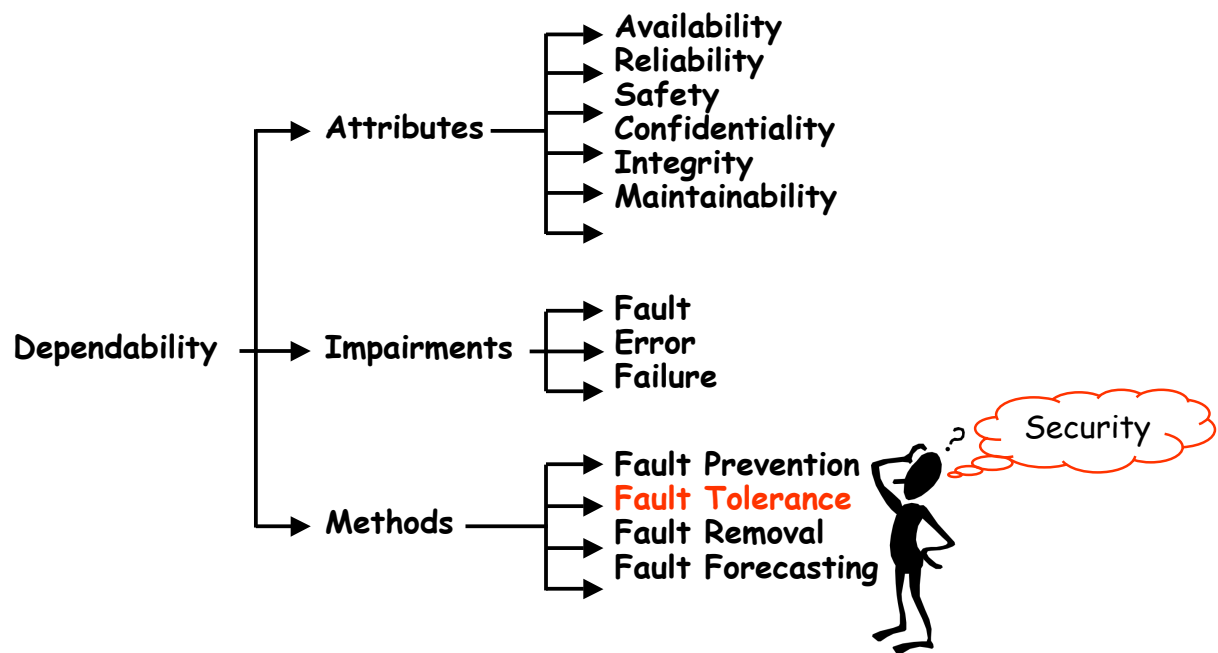 Dependability
Attributes
Availability
Reliability
Safety
Confidentiality
Integrity
Maintainability
Impairments
Fault
Error
Failure
Methods
Fault Prevention
Fault Tolerance
Fault Removal
Fault Forecasting
?
Security